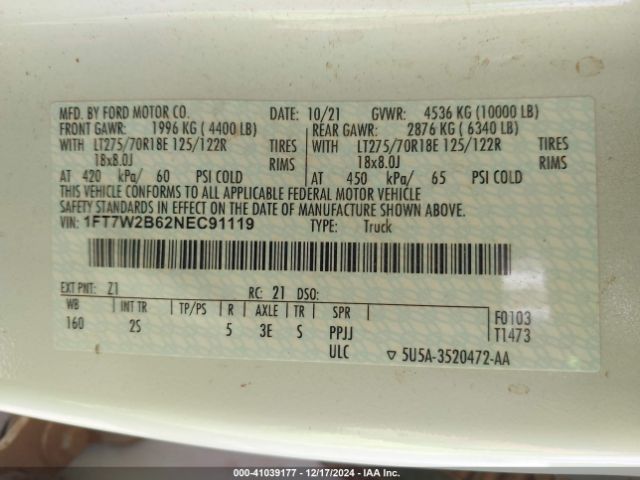 MFD. BY FORD MOTOR CO. DATE: 10/21 GVWR: 4536 KG (10000 LB)
FRONT GAWR: 1996 KG ( 4400 LB) REAR GAWR: 2876 KG ( 6340 LB)
WITH LT275/70R18E 125/122R TIRES WITH LT275/70R18E 125/122R TIRES
18x8.0J RIMS 18x8.0J RIMS
AT 420 kPa/ 60 PSI COLD AT 450 kPa/ 65 PSI COLD
THIS VEHICLE CONFORMS TO ALL APPLICABLE FEDERAL MOTOR VEHICLE
SAFETY STANDARDS IN EFFECT ON THE DATE OF MANUFACTURE SHOWN ABOVE.
VIN: 1FT7W2B62NEC91119 TYPE: Truck
EXT PNT: Z1 RC: 21 DSO:
WB INT TR TP/PS R AXLE TR SPR
160 2S 5 3E S PPJJ
ULC
F0103
T1473
▽ 5U5A-3520472-AA
000-41039177 - 12/17/2024 - IAA Inc.